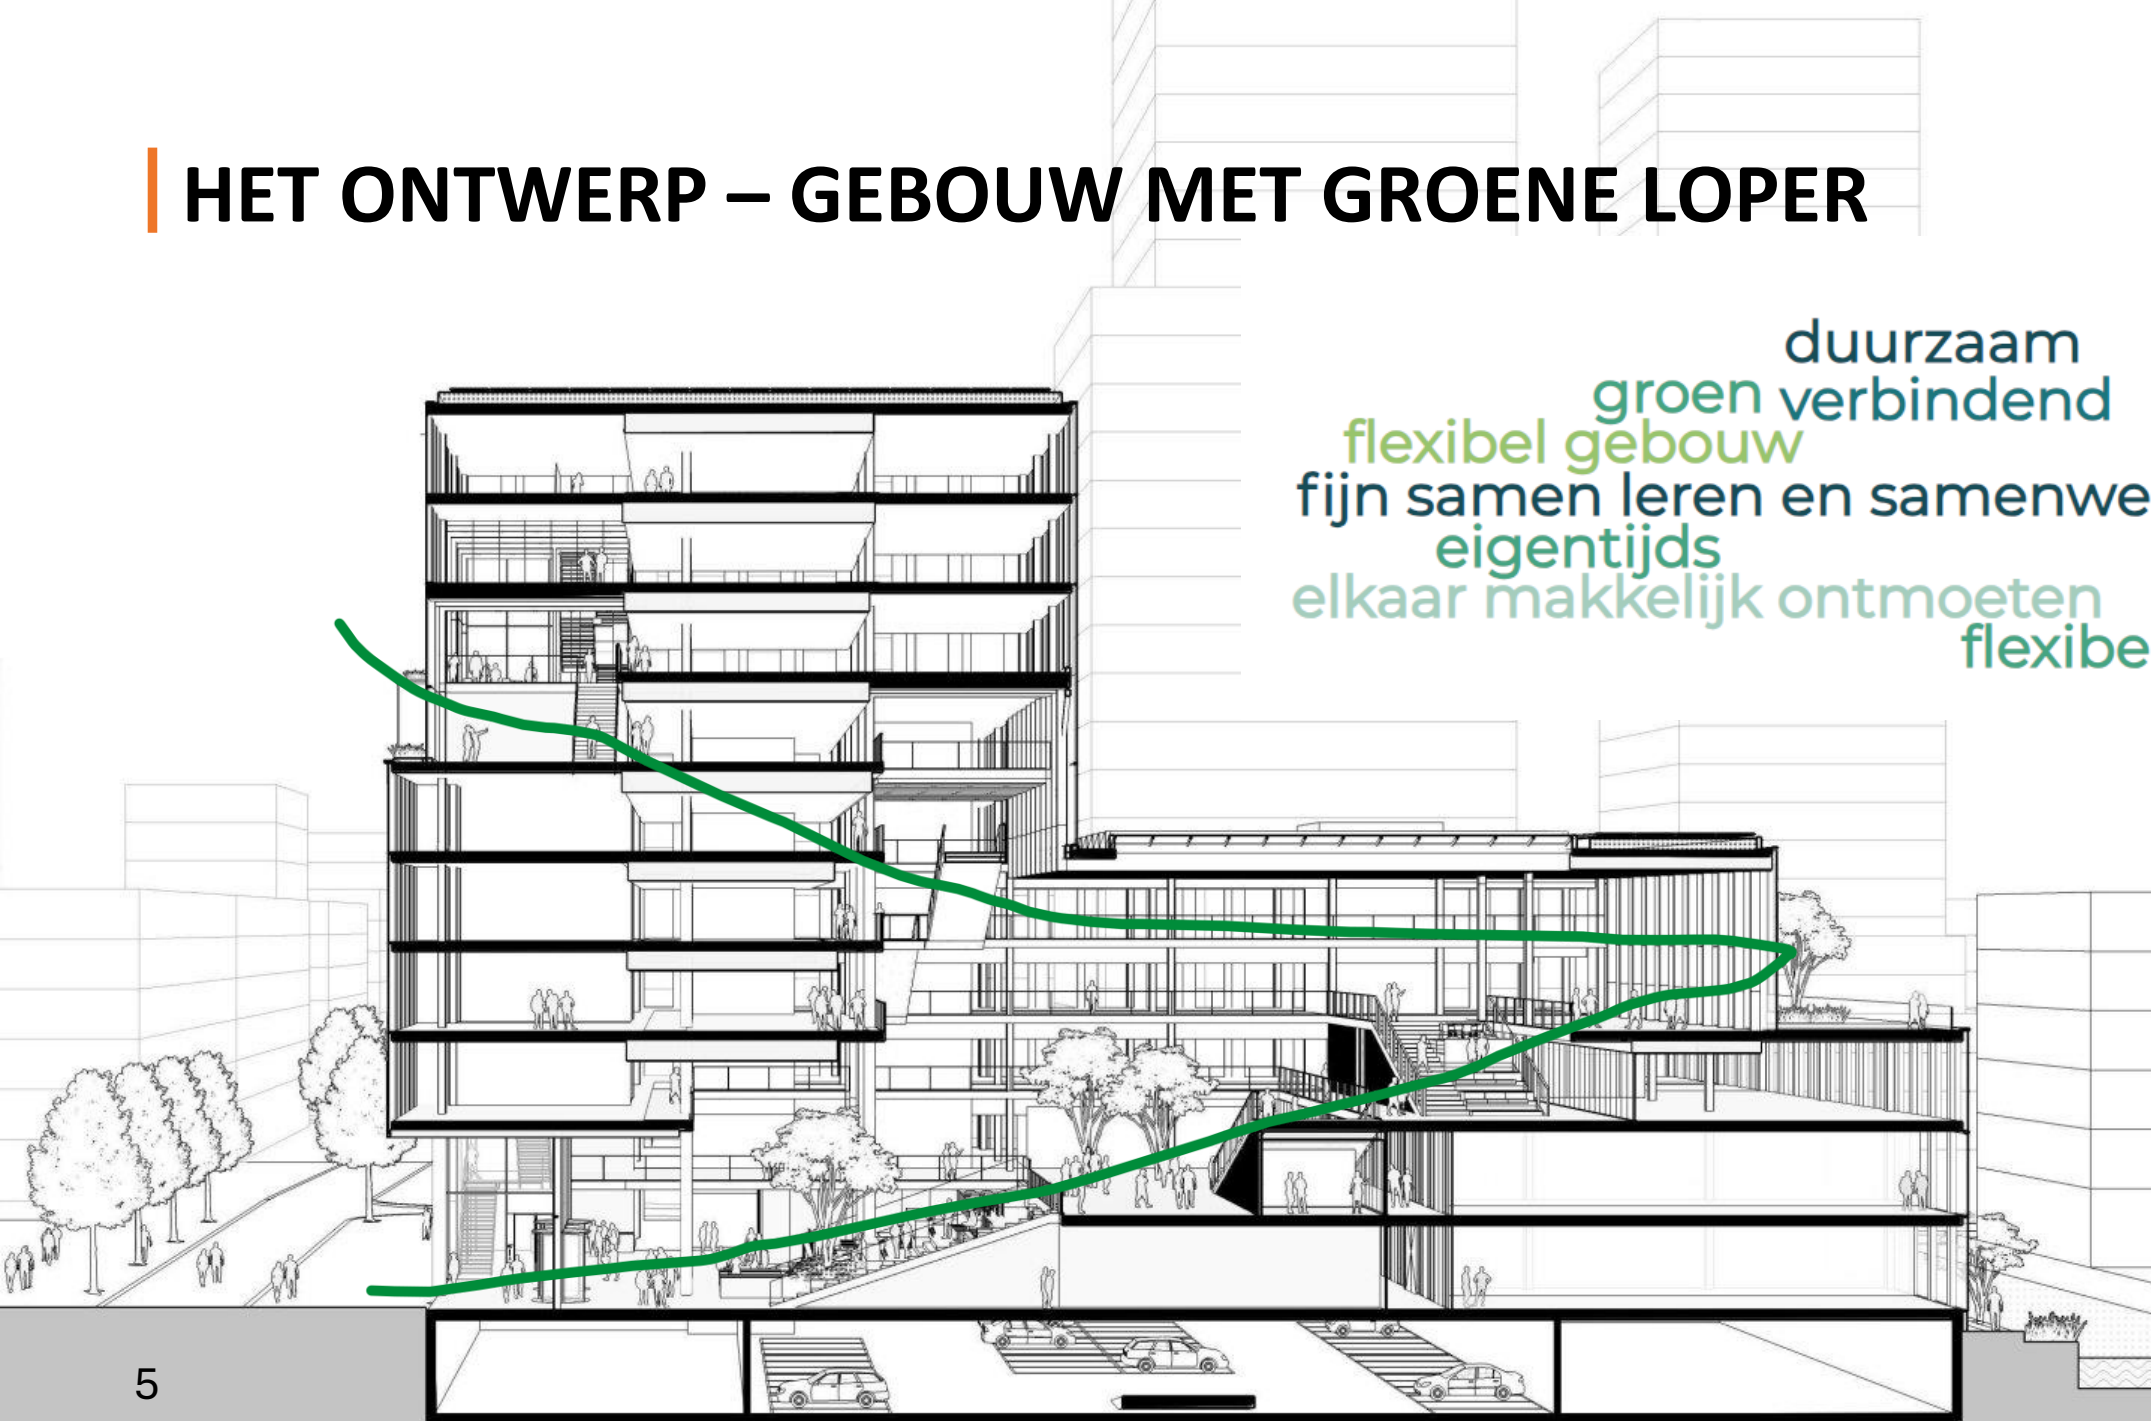 HET ONTWERP – GEBOUW MET GROENE LOPER
duurzaam
groen verbindend
flexibel gebouw
fijn samen leren en samenwe
eigentijds
elkaar makkelijk ontmoeten
flexibe
5